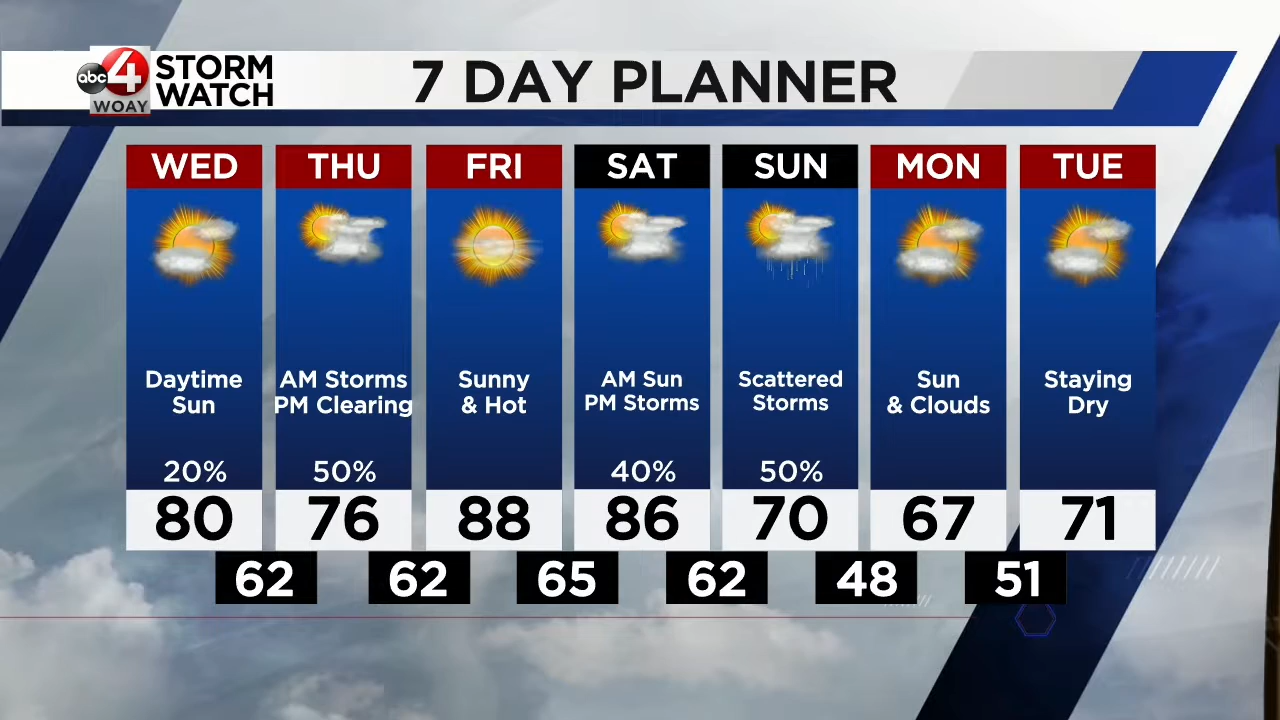 abc 4
WOAY
STORM
WATCH
7 DAY PLANNER
WED
THU
FRI
SAT
SUN
MON
TUE
Daytime
Sun
AM Storms
PM Clearing
Sunny
& Hot
AM Sun
PM Storms
Scattered
Storms
Sun
& Clouds
Staying
Dry
20%
50%
40%
50%
80
76
88
86
70
67
71
62
62
65
62
48
51